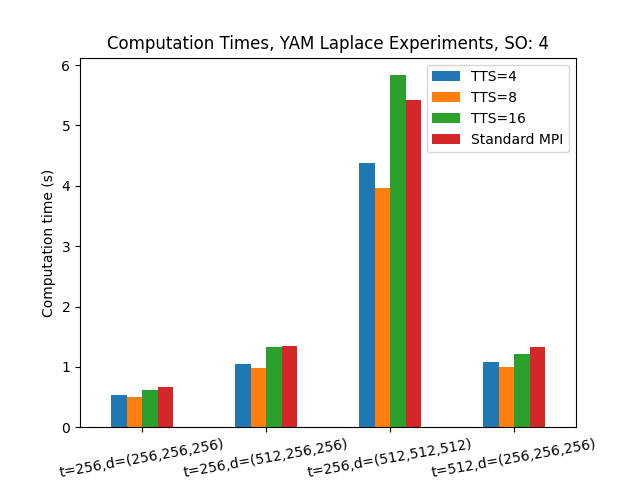 Computation Times, YAM Laplace Experiments, SO: 4
6
5
4
3
2
1
0
Computation time (s)
TTS=4
TTS=8
TTS=16
Standard MPI
t=256,d=(256,256,256)
t=256,d=(512,256,256)
t=256,d=(512,512,512)
t=512,d=(256,256,256)